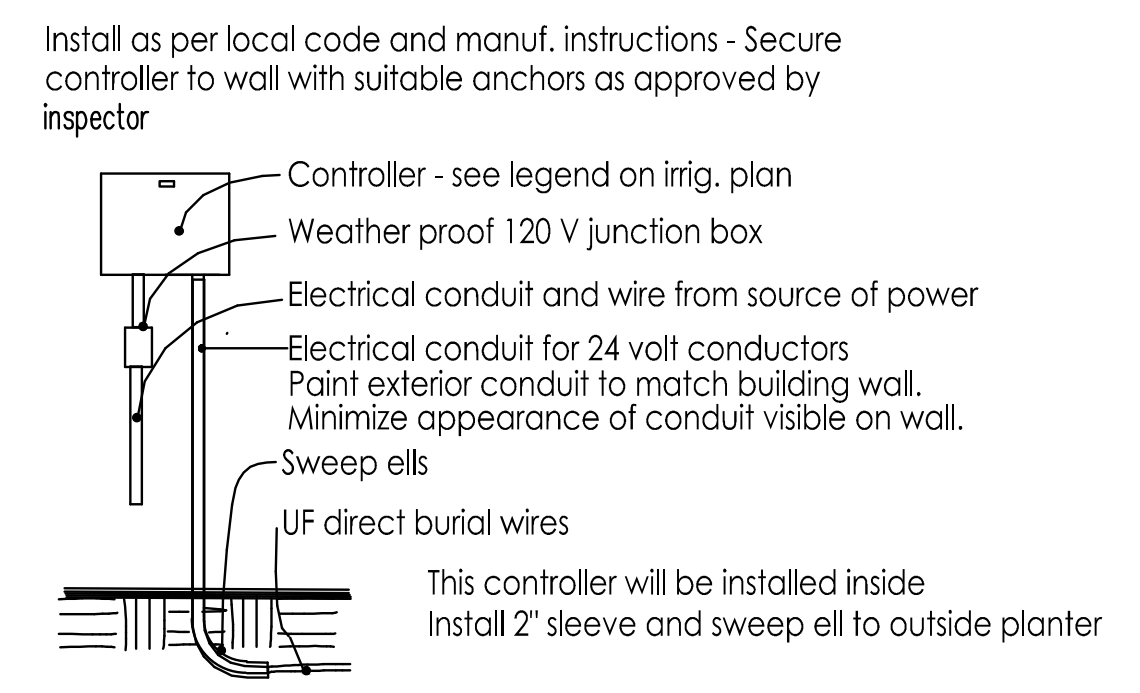 Install as per local code and manuf. instructions - Secure
controller to wall with suitable anchors as approved by
inspector
Controller - see legend on irrig. plan
Weather proof 120 V junction box
Electrical conduit and wire from source of power
Electrical conduit for 24 volt conductors
Paint exterior conduit to match building wall.
Minimize appearance of conduit visible on wall.
Sweep ells
UF direct burial wires
This controller will be installed inside
Install 2" sleeve and sweep ell to outside planter